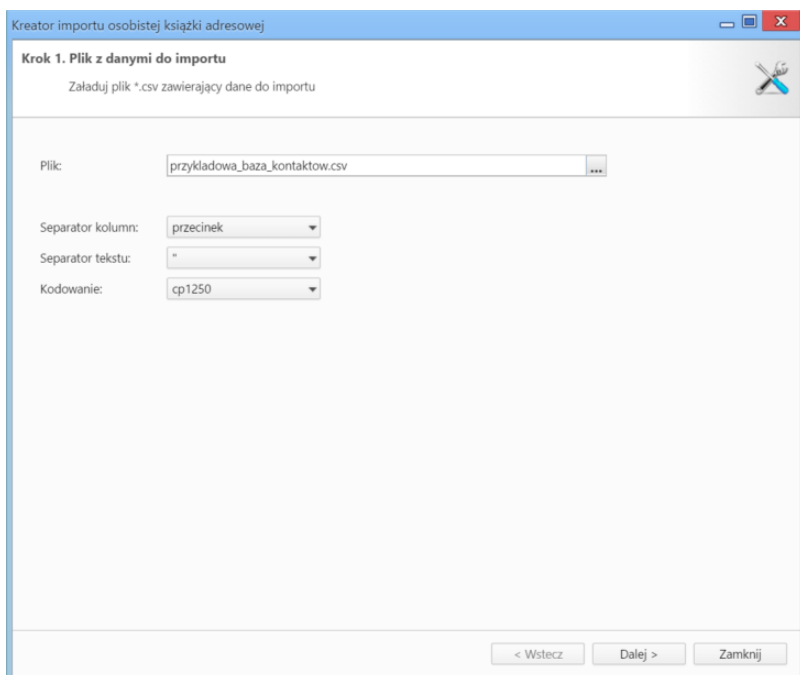 Kreator importu osobistej książki adresowej
Krok 1. Plik z danymi do importu
Załaduj plik *.csv zawierający dane do importu
Plik: przykladowa_baza_kontaktow.csv ...
Separator kolumn: przecinek
Separator tekstu: "
Kodowanie: cp1250
< Wstecz Dalej > Zamknij